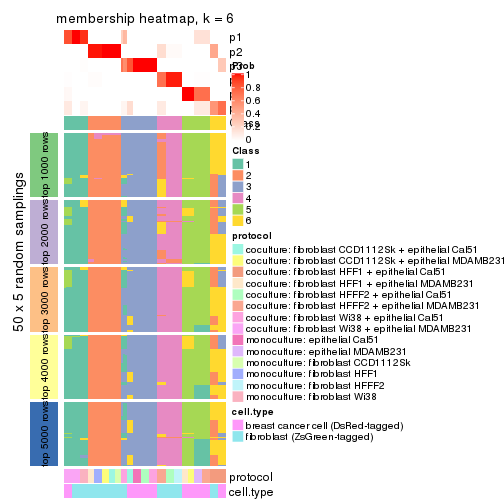 membership heatmap, k = 6
p1
p2
Prob
1
0.8
0.6
0.4
0.2
0
Class
1
2
3
4
5
6
50 x 5 random samplings
top 1000 rows
top 2000 rows
top 3000 rows
top 4000 rows
top 5000 rows
protocol
coculture: fibroblast CCD1112Sk + epithelial Cal51
coculture: fibroblast CCD1112Sk + epithelial MDAMB231
coculture: fibroblast HFF1 + epithelial Cal51
coculture: fibroblast HFF1 + epithelial MDAMB231
coculture: fibroblast HFFF2 + epithelial Cal51
coculture: fibroblast HFFF2 + epithelial MDAMB231
coculture: fibroblast Wi38 + epithelial Cal51
coculture: fibroblast Wi38 + epithelial MDAMB231
monoculture: epithelial Cal51
monoculture: epithelial MDAMB231
monoculture: fibroblast CCD1112Sk
monoculture: fibroblast HFF1
monoculture: fibroblast HFFF2
monoculture: fibroblast Wi38
cell.type
breast cancer cell (DsRed-tagged)
fibroblast (ZsGreen-tagged)
protocol
cell.type